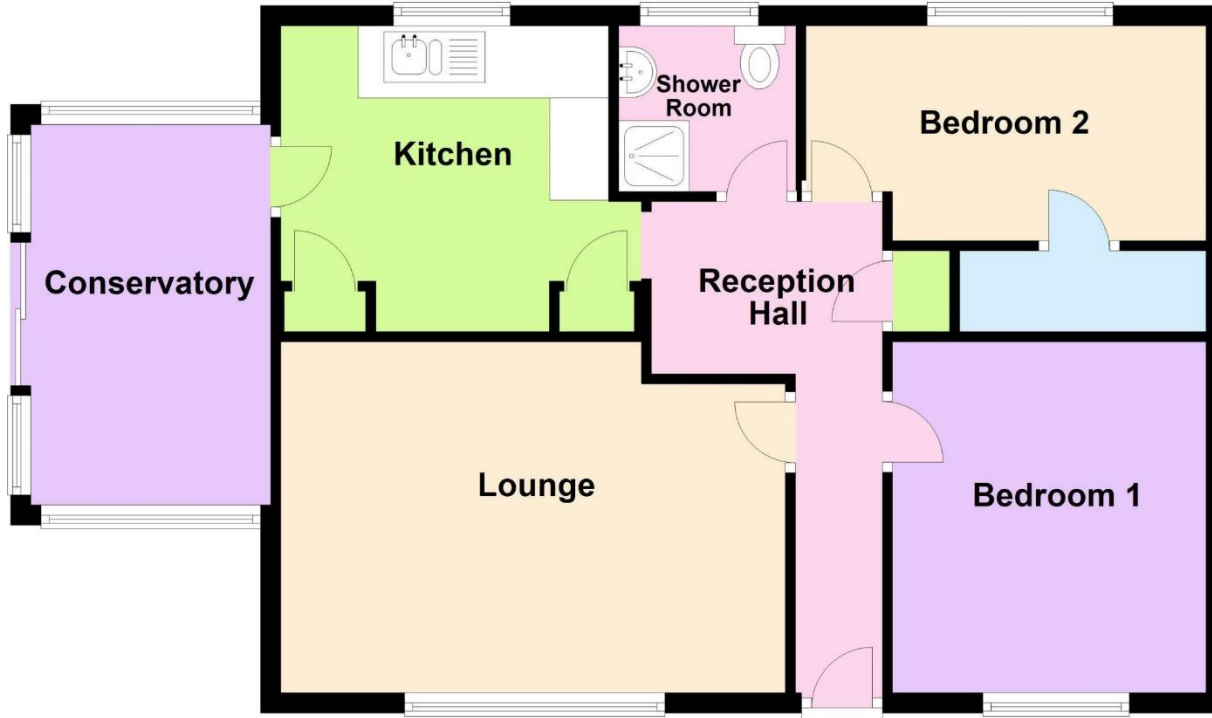 Shower
Room
Bedroom 2
Kitchen
Conservatory
Reception
Hall
Lounge
Bedroom 1